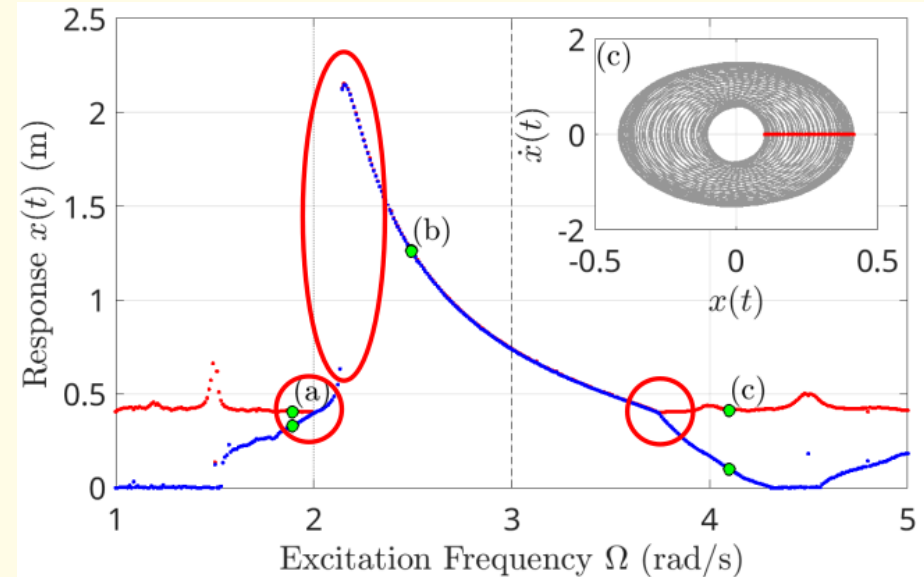 2.5
2
1.5
1
0.5
0
Response x(t) (m)
1
2
3
4
5
Excitation Frequency Ω (rad/s)
(a)
(b)
(c)
(c)
2
0
-2
ẋ(t)
-0.5
0
0.5
x(t)